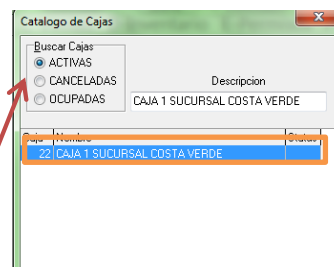 Catalogo de Cajas
Buscar Cajas
ACTIVAS
CANCELADAS
OCUPADAS
Descripcion
CAJA 1 SUCURSAL COSTA VERDE
Caja Nombre Status
22 CAJA 1 SUCURSAL COSTA VERDE